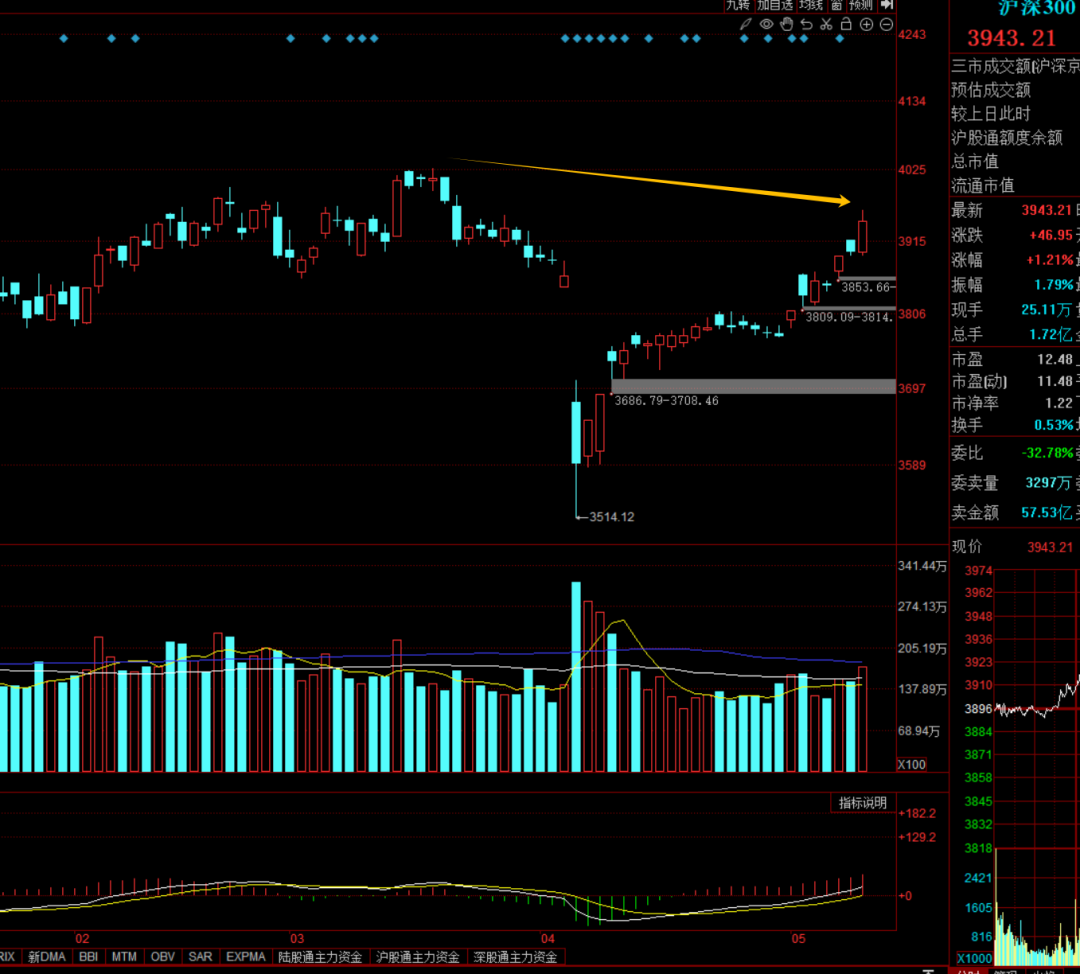 九转 加自选 均线 窗 预测
4243
4134
4025
3915
3806
3697
3589
3853.66-
3809.09-3814.
3686.79-3708.46
←3514.12
341.44万
274.13万
205.19万
137.89万
68.94万
X100
指标说明
+182.2
+129.2
+0
02 03 04 05
RIX 新DMA BBI MTM OBV SAR EXPMA 陆股通主力资金 沪股通主力资金 深股通主力资金
沪深300
3943.21
三市成交额(沪深京
预估成交额
较上日此时
沪股通额度余额
总市值
流通市值
最新 3943.21
涨跌 +46.95
涨幅 +1.21%
振幅 1.79%
现手 25.11万
总手 1.72亿
市盈 12.48
市盈(动) 11.48
市净率 1.22
换手 0.53%
委比 -32.78%
委卖量 3297万
卖金额 57.53亿
现价 3943.21
3974
3962
3948
3936
3923
3910
3896
3884
3871
3858
3845
3832
3818
2421
1605
816
X1000